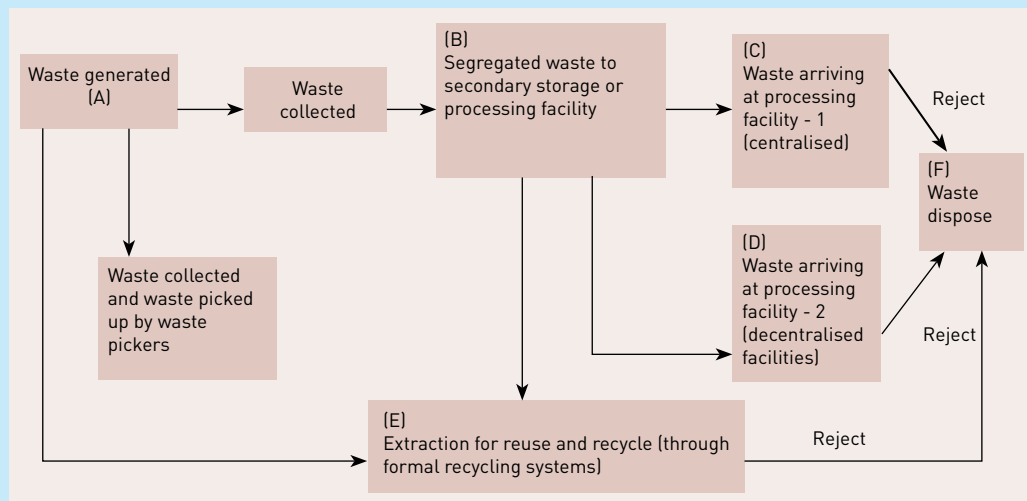 Waste generated
(A)
Waste
collected
(B)
Segregated waste to
secondary storage or
processing facility
(C)
Waste arriving
at processing
facility - 1
(centralised)
Reject
(F)
Waste
dispose
Waste collected
and waste picked
up by waste
pickers
(D)
Waste arriving
at processing
facility - 2
(decentralised
facilities)
Reject
(E)
Extraction for reuse and recycle (through
formal recycling systems)
Reject